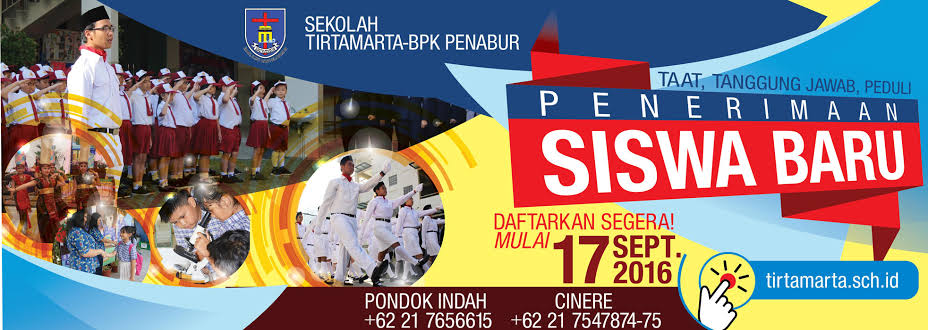 SEKOLAH
TIRTAMARTA-BPK PENABUR
TAAT, TANGGUNG JAWAB, PEDULI
PENERIMAAN
SISWA BARU
DAFTARKAN SEGERA!
MULAI 17 SEPT. 2016
tirtamarta.sch.id
PONDOK INDAH
+62 21 7656615
CINERE
+62 21 7547874-75